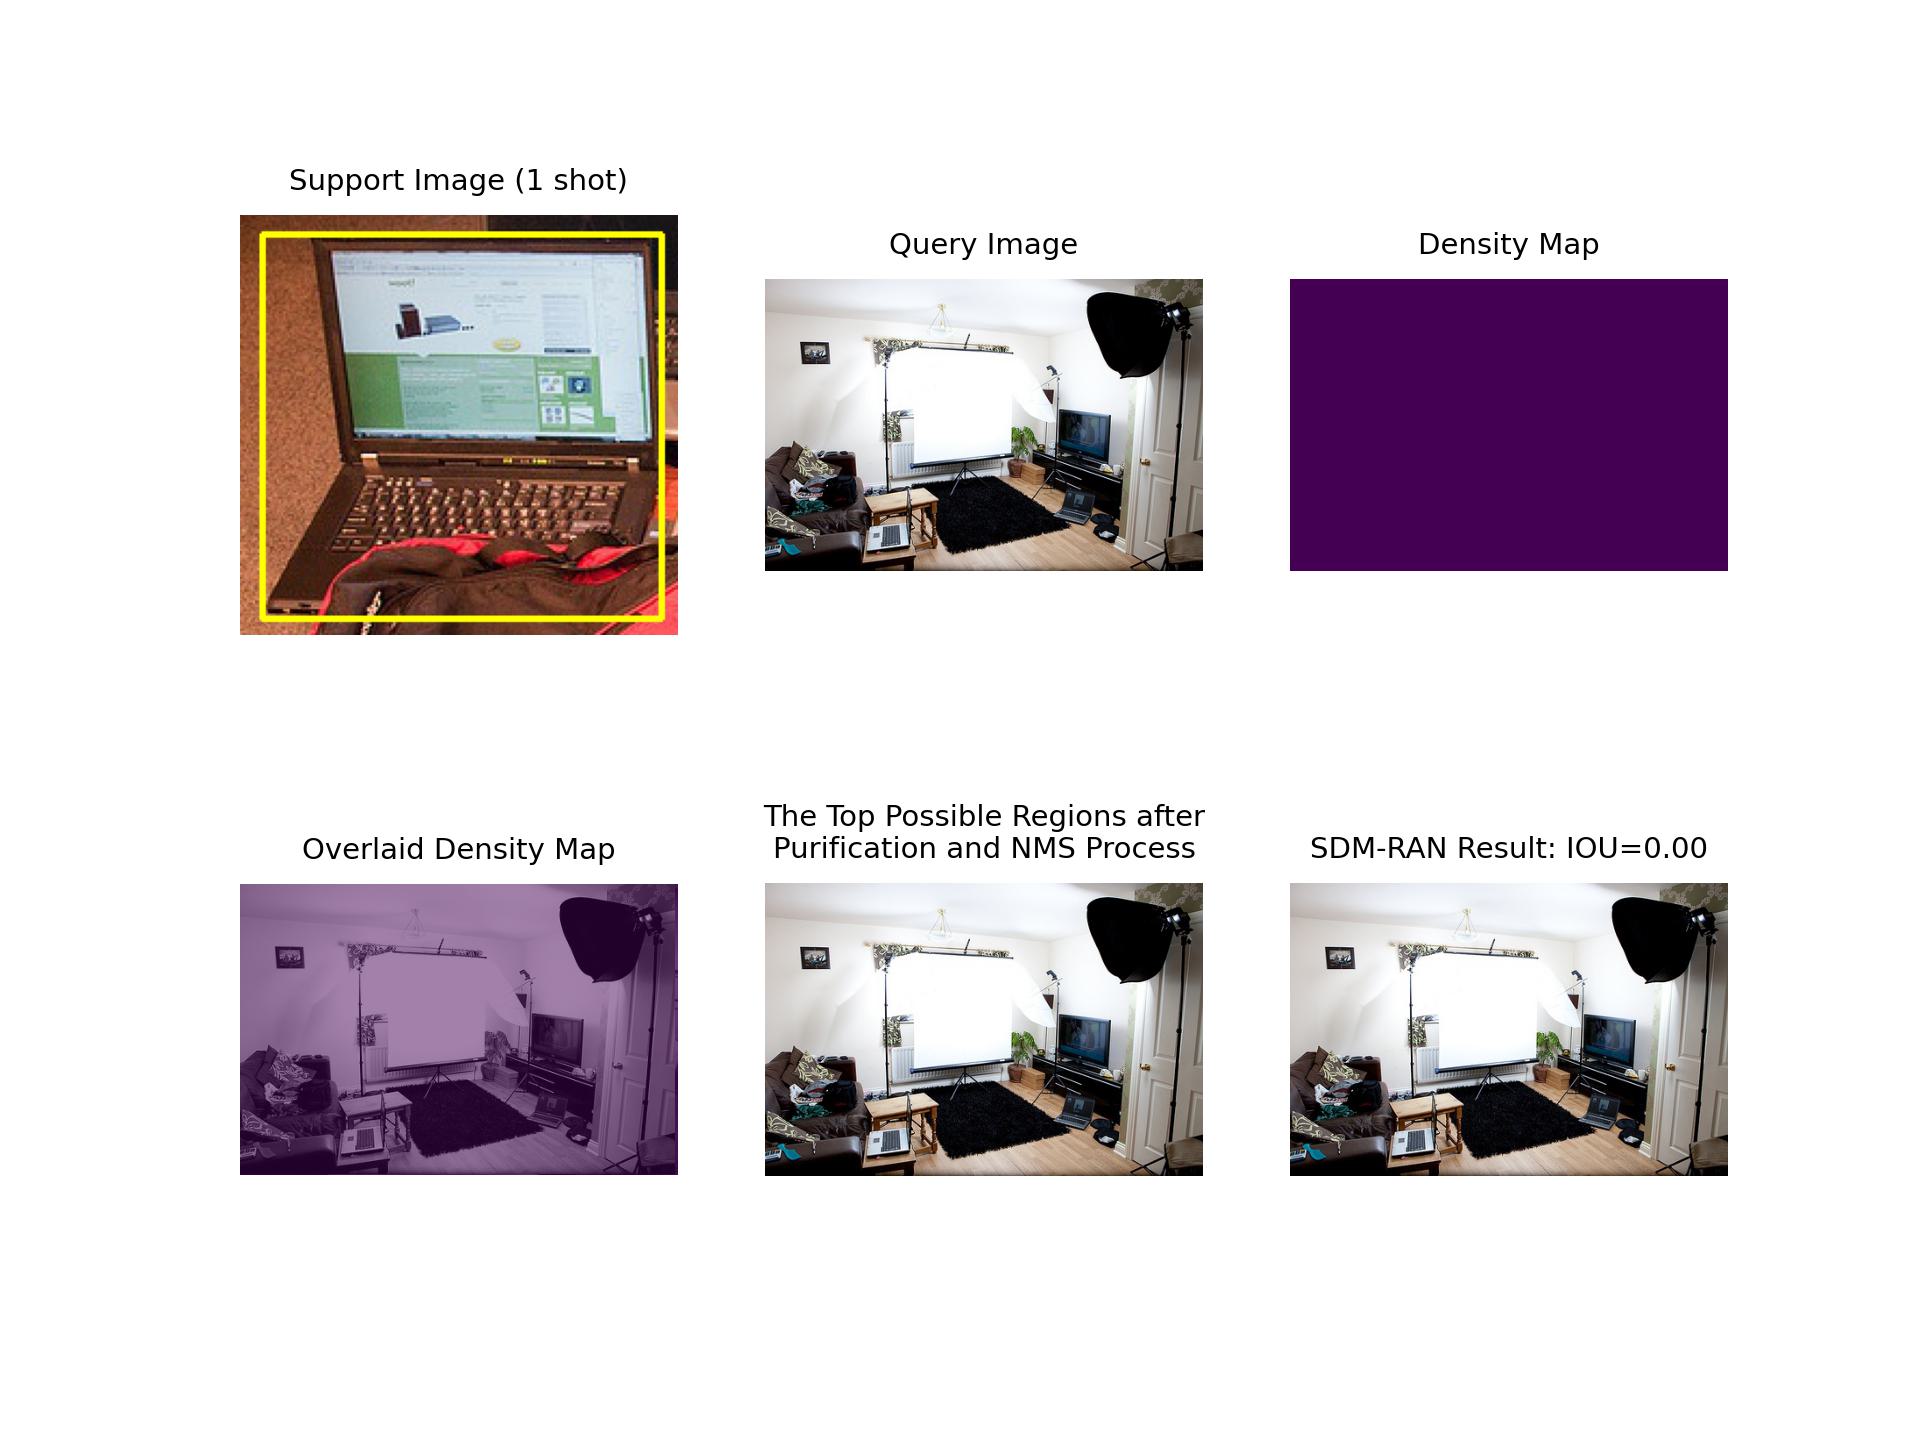 Support Image (1 shot)
Query Image
Density Map
woot!
Overlaid Density Map
The Top Possible Regions after
Purification and NMS Process
SDM-RAN Result: IOU=0.00